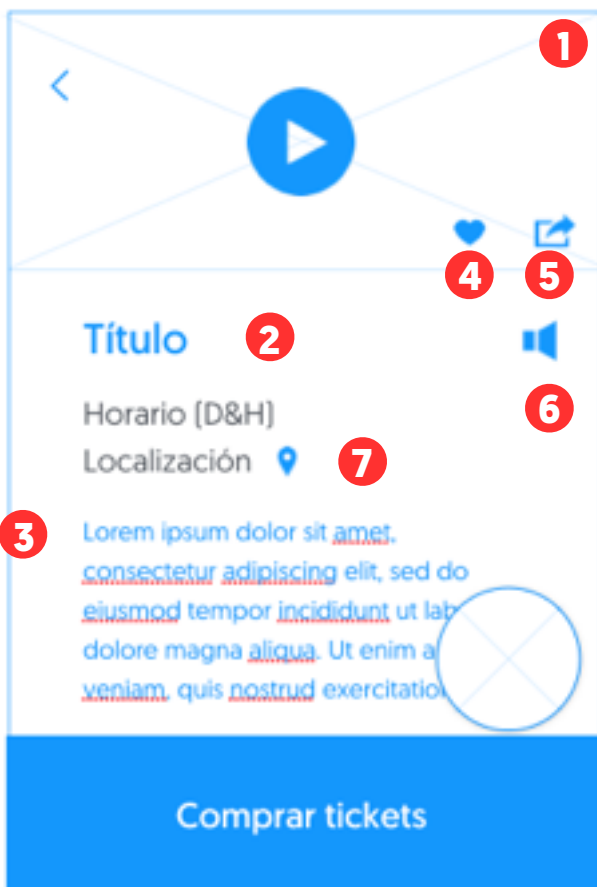 1
4
5
Título
2
6
Horario (D&H)
Localización
7
3
Lorem ipsum dolor sit amet,
consectetur adipiscing elit, sed do
eiusmod tempor incididunt ut lab
dolore magna aliqua. Ut enim a
veniam, quis nostrud exercitation
Comprar tickets